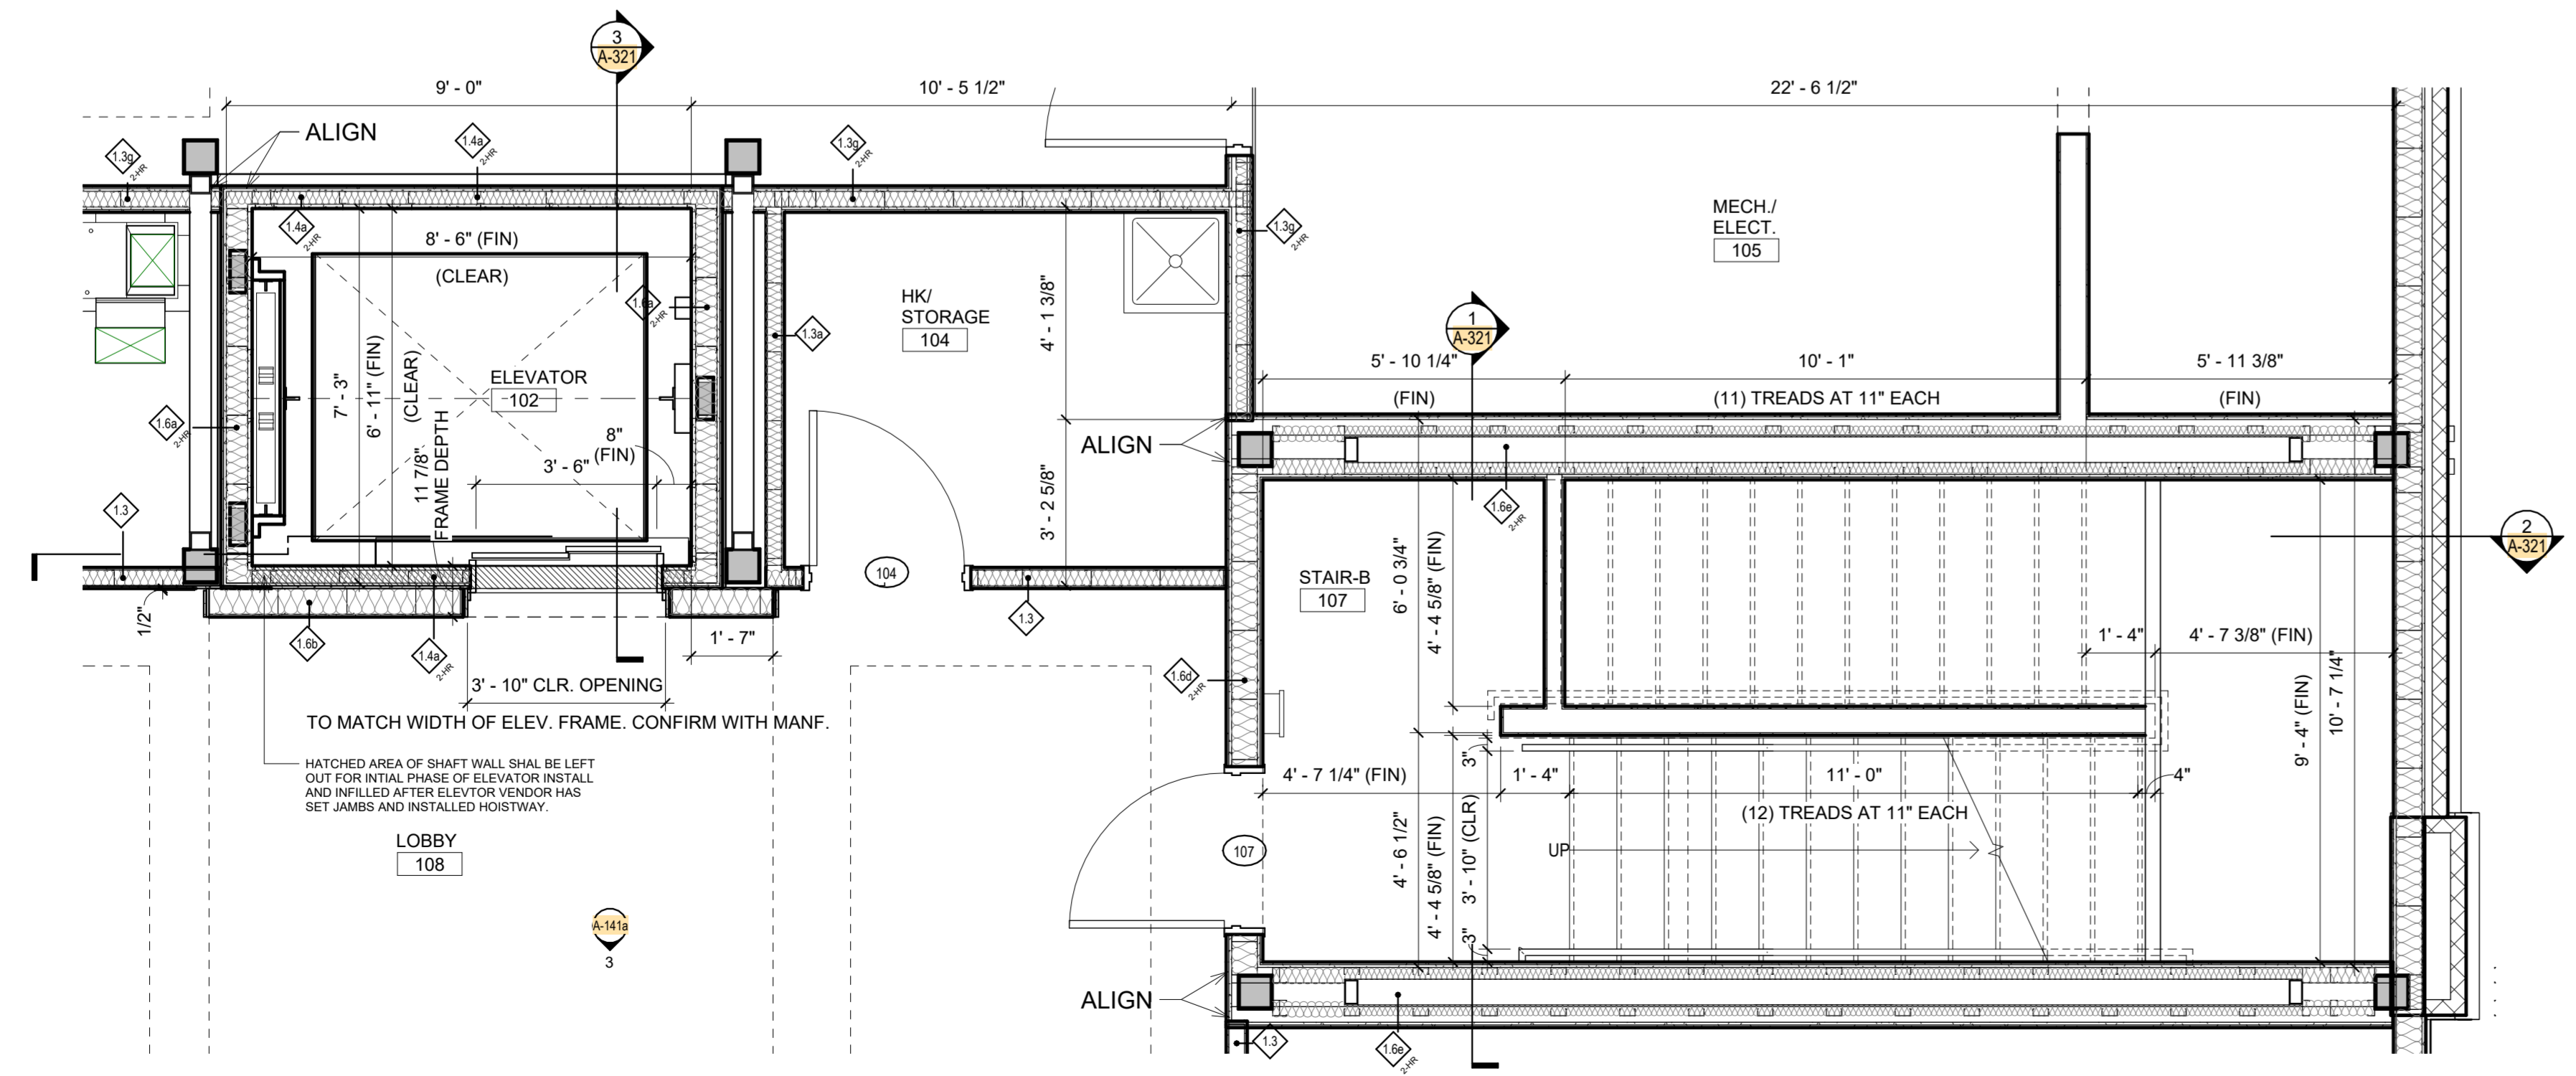 3
A-321
9' - 0"
10' - 5 1/2"
22' - 6 1/2"
ALIGN
1.3g
2-HR
1.4a
2-HR
1.3g
2-HR
1.4a
2-HR
1.3g
2-HR
8' - 6" (FIN)
(CLEAR)
2-HR
7' - 3"
6' - 11" (FIN)
(CLEAR)
ELEVATOR
102
11 7/8"
FRAME DEPTH
8"
(FIN)
3' - 6"
1.6a
2-HR
1.3
1/2"
1.3a
HK/
STORAGE
104
4' - 1 3/8"
3' - 2 5/8"
MECH./
ELECT.
105
1
A-321
5' - 10 1/4"
(FIN)
10' - 1"
(11) TREADS AT 11" EACH
5' - 11 3/8"
(FIN)
ALIGN
1.6e
2-HR
2
A-321
104
1.3
STAIR-B
107
6' - 0 3/4"
4' - 4 5/8" (FIN)
1' - 4"
4' - 7 3/8" (FIN)
9' - 4" (FIN)
10' - 7 1/4"
1.6b
1.4a
2-HR
1' - 7"
3' - 10" CLR. OPENING
TO MATCH WIDTH OF ELEV. FRAME. CONFIRM WITH MANF.
1.6d
2-HR
HATCHED AREA OF SHAFT WALL SHAL BE LEFT
OUT FOR INTIAL PHASE OF ELEVATOR INSTALL
AND INFILLED AFTER ELEVTOR VENDOR HAS
SET JAMBS AND INSTALLED HOISTWAY.
LOBBY
108
A-141a
3
3"
4' - 7 1/4" (FIN)
1' - 4"
11' - 0"
4"
(12) TREADS AT 11" EACH
4' - 6 1/2"
4' - 4 5/8" (FIN)
3' - 10" (CLR)
3"
UP
107
ALIGN
1.3
1.6e
2-HR